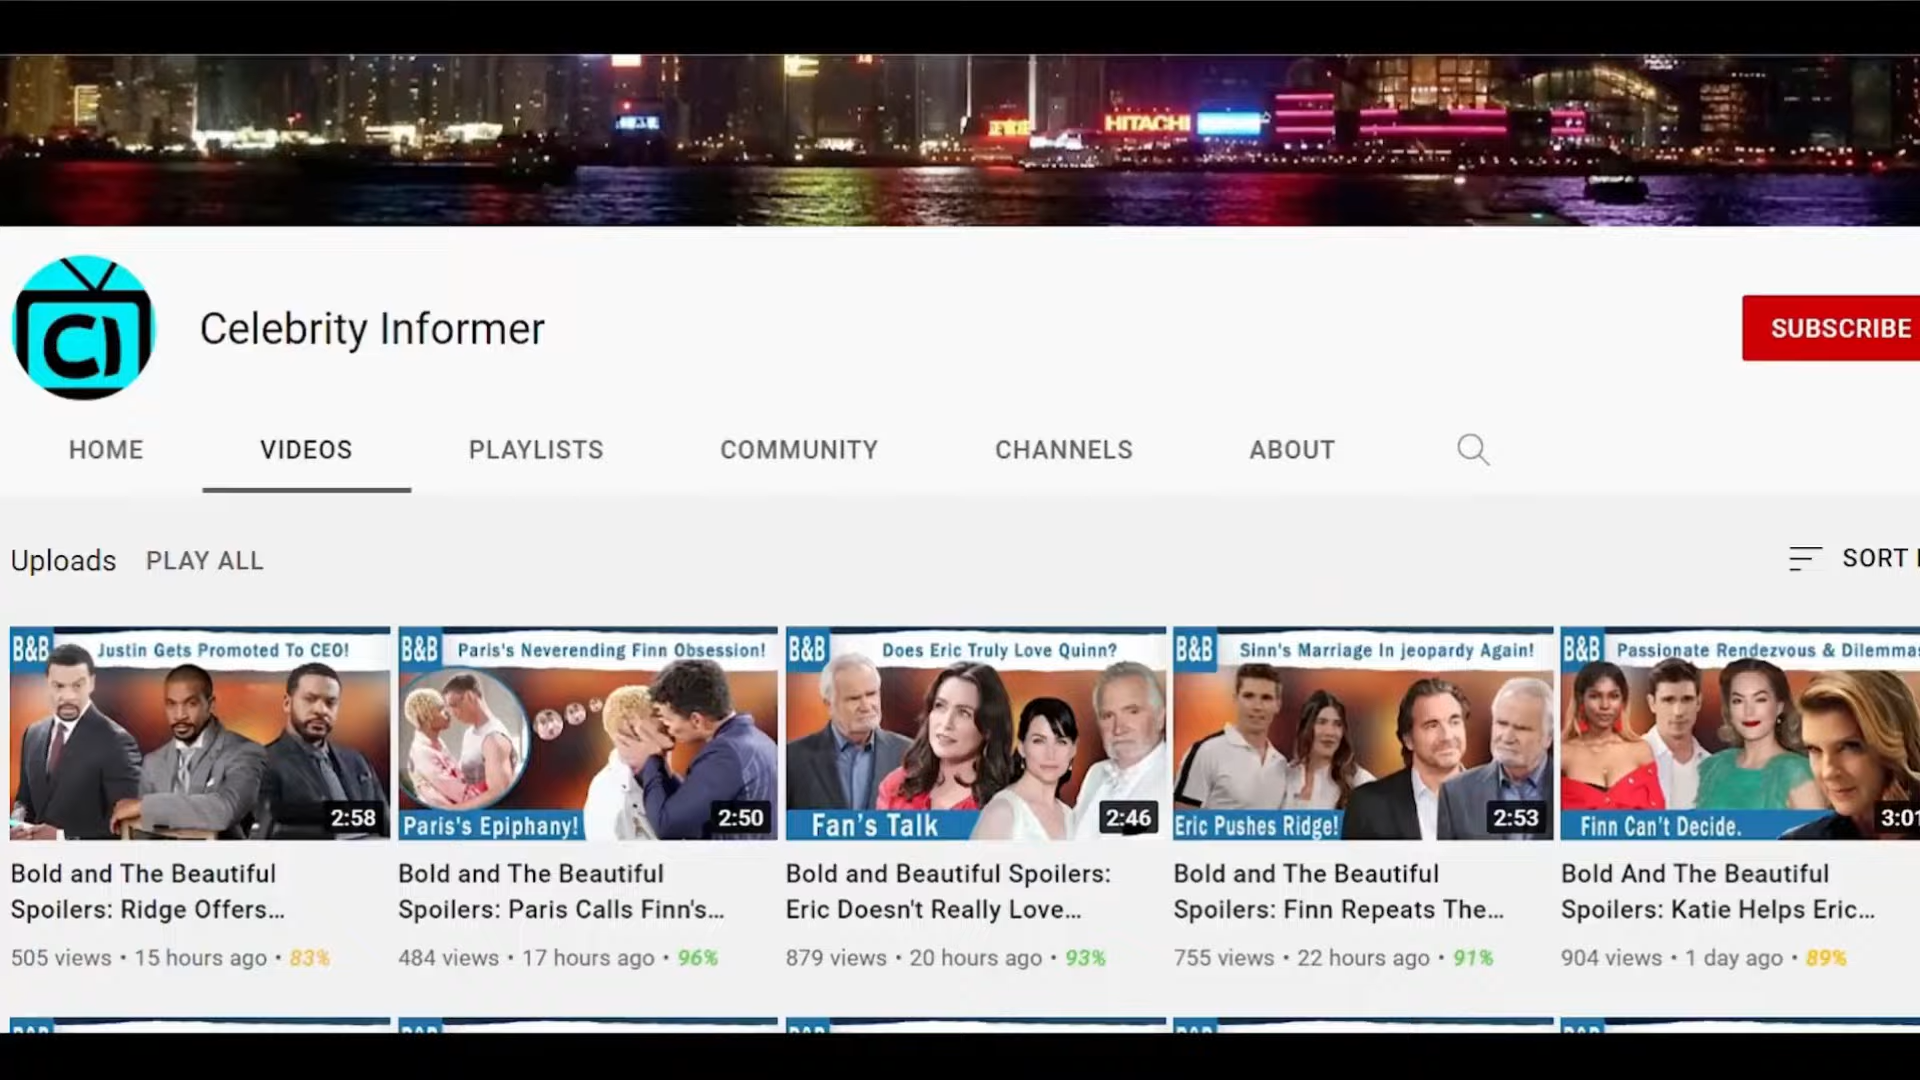 HITACHI
CI
Celebrity Informer
SUBSCRIBE
HOME
VIDEOS
PLAYLISTS
COMMUNITY
CHANNELS
ABOUT
Uploads
PLAY ALL
SORT
B&B
Justin Gets Promoted To CEO!
2:58
B&B
Paris's Neverending Finn Obsession!
Paris's Epiphany!
2:50
B&B
Does Eric Truly Love Quinn?
Fan's Talk
2:46
B&B
Sinn's Marriage In jeopardy Again!
Eric Pushes Ridge!
2:53
B&B
Passionate Rendezvous & Dilemmas
Finn Can't Decide.
3:01
Bold and The Beautiful
Spoilers: Ridge Offers...
505 views • 15 hours ago • 83%
Bold and The Beautiful
Spoilers: Paris Calls Finn's...
484 views • 17 hours ago • 96%
Bold and Beautiful Spoilers:
Eric Doesn't Really Love...
879 views • 20 hours ago • 93%
Bold and The Beautiful
Spoilers: Finn Repeats The...
755 views • 22 hours ago • 91%
Bold And The Beautiful
Spoilers: Katie Helps Eric...
904 views • 1 day ago • 89%
B&B
B&B
B&B
B&B
B&B